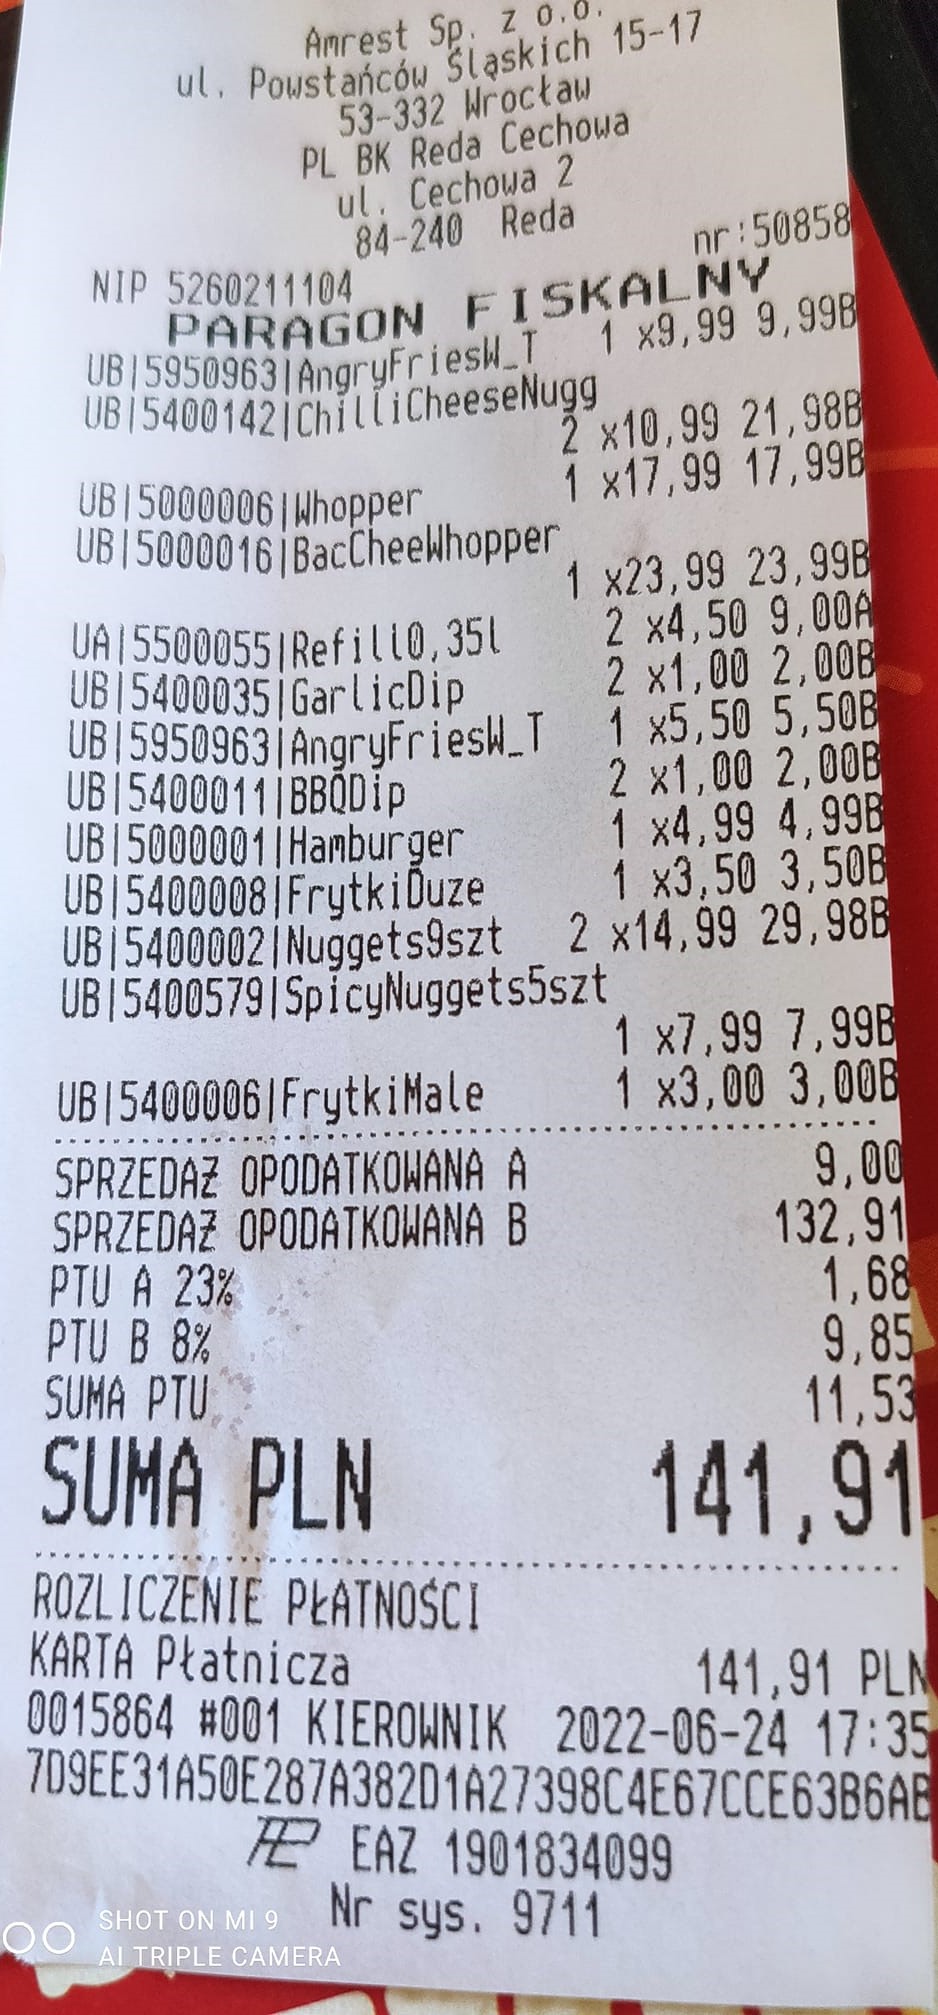 Amrest Sp. z o.o.
ul. Powstańców Śląskich 15-17
53-332 Wrocław
PL BK Reda Cechowa
ul. Cechowa 2
84-240 Reda
NIP 5260211104 nr:50858
PARAGON FISKALNY
UB|5950963|AngryFriesW_T 1 x9,99 9,99B
UB|5400142|ChilliCheeseNugg
2 x10,99 21,98B
UB|5000006|Whopper 1 x17,99 17,99B
UB|5000016|BacCheeWhopper
1 x23,99 23,99B
UA|5500055|Refill0,35l 2 x4,50 9,00A
UB|5400035|GarlicDip 2 x1,00 2,00B
UB|5950963|AngryFriesW_T 1 x5,50 5,50B
UB|5400011|BBQDip 2 x1,00 2,00B
UB|5000001|Hamburger 1 x4,99 4,99B
UB|5400008|FrytkiDuze 1 x3,50 3,50B
UB|5400002|Nuggets9szt 2 x14,99 29,98B
UB|5400579|SpicyNuggets5szt
1 x7,99 7,99B
UB|5400006|FrytkiMale 1 x3,00 3,00B
SPRZEDAŻ OPODATKOWANA A 9,00
SPRZEDAŻ OPODATKOWANA B 132,91
PTU A 23% 1,68
PTU B 8% 9,85
SUMA PTU 11,53
SUMA PLN 141,91
ROZLICZENIE PŁATNOŚCI
KARTA Płatnicza 141,91 PLN
0015864 #001 KIEROWNIK 2022-06-24 17:35
7D9EE31A50E287A382D1A27398C4E67CCE63B6AB
EAZ 1901834099
Nr sys. 9711
SHOT ON MI 9
AI TRIPLE CAMERA